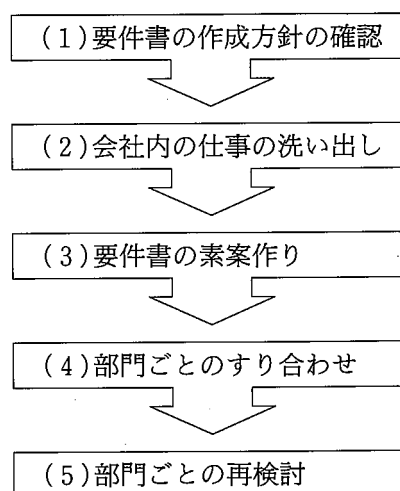 (1)要件書の作成方針の確認
(2)会社内の仕事の洗い出し
(3)要件書の素案作り
(4)部門ごとのすり合わせ
(5)部門ごとの再検討